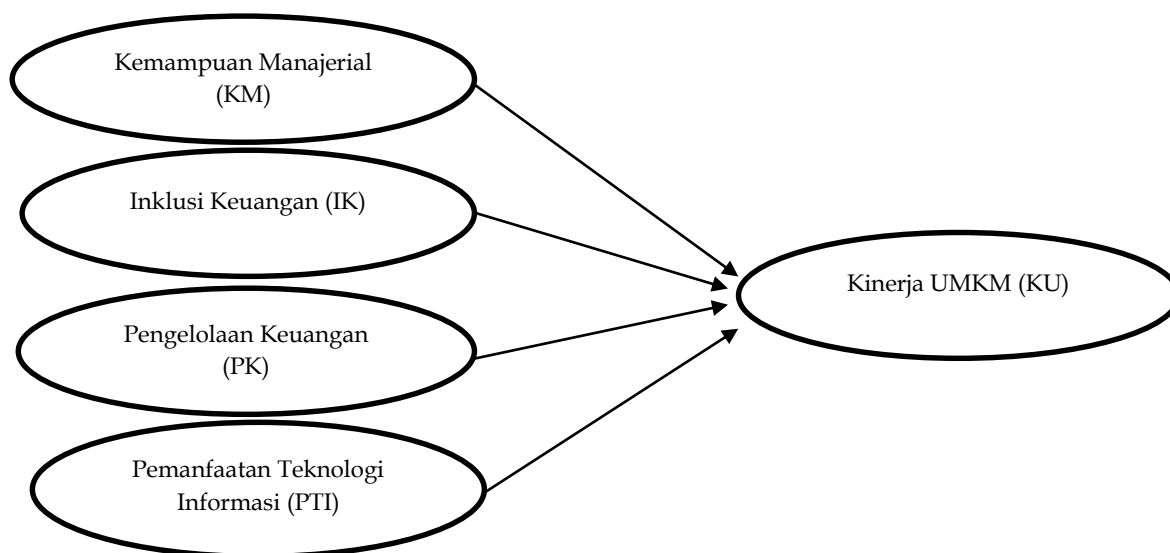 Kemampuan Manajerial
(KM)
Inklusi Keuangan (IK)
Kinerja UMKM (KU)
Pengelolaan Keuangan
(PK)
Pemanfaatan Teknologi
Informasi (PTI)